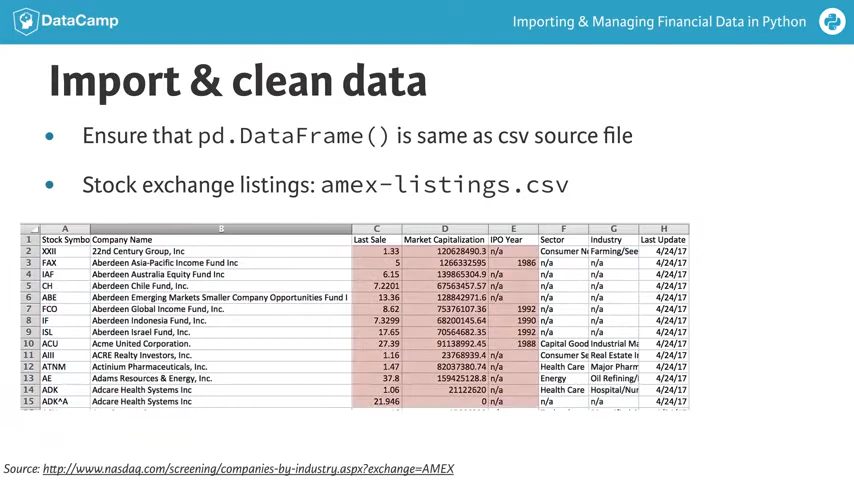 DataCamp
Importing & Managing Financial Data in Python
Import & clean data
• Ensure that pd.DataFrame() is same as csv source file
• Stock exchange listings: amex-listings.csv
A B C D E F G H
1 Stock Symbo Company Name Last Sale Market Capitalization IPO Year Sector Industry Last Update
2 XXII 22nd Century Group, Inc 1.33 120628490.3 n/a Consumer No Farming/See 4/24/17
3 FAX Aberdeen Asia-Pacific Income Fund Inc 5 1266332595 1986 n/a n/a 4/24/17
4 IAF Aberdeen Australia Equity Fund Inc 6.15 139865304.9 n/a n/a n/a 4/24/17
5 CH Aberdeen Chile Fund, Inc. 7.2201 67563457.57 n/a n/a n/a 4/24/17
6 ABE Aberdeen Emerging Markets Smaller Company Opportunities Fund I 13.36 128842971.6 n/a n/a n/a 4/24/17
7 FCO Aberdeen Global Income Fund, Inc. 8.62 75376107.36 1992 n/a n/a 4/24/17
8 IF Aberdeen Indonesia Fund, Inc. 7.3299 68200145.64 1990 n/a n/a 4/24/17
9 ISL Aberdeen Israel Fund, Inc. 17.65 70564682.35 1992 n/a n/a 4/24/17
10 ACU Acme United Corporation. 27.39 91138992.45 1988 Capital Good Industrial Ma 4/24/17
11 AIII ACRE Realty Investors, Inc. 1.16 23768939.4 n/a Consumer Se Real Estate In 4/24/17
12 ATNM Actinium Pharmaceuticals, Inc. 1.47 82037380.74 n/a Health Care Major Pharm 4/24/17
13 AE Adams Resources & Energy, Inc. 37.8 159425128.8 n/a Energy Oil Refining/ 4/24/17
14 ADK Adcare Health Systems Inc 1.06 21122620 n/a Health Care Hospital/Nur 4/24/17
15 ADK^A Adcare Health Systems Inc 21.946 0 n/a n/a n/a 4/24/17
Source: http://www.nasdaq.com/screening/companies-by-industry.aspx?exchange=AMEX